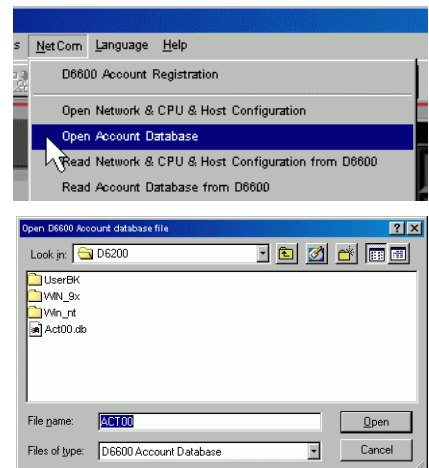 s NetCom Language Help
D6600 Account Registration
Open Network & CPU & Host Configuration
Open Account Database
Read Network & CPU & Host Configuration from D6600
Read Account Database from D6600
Open D6600 Account database file
Look in: D6200
UserBK
WIN_9x
Win_nt
Act00.db
File name: ACT00 Open
Files of type: D6600 Account Database Cancel